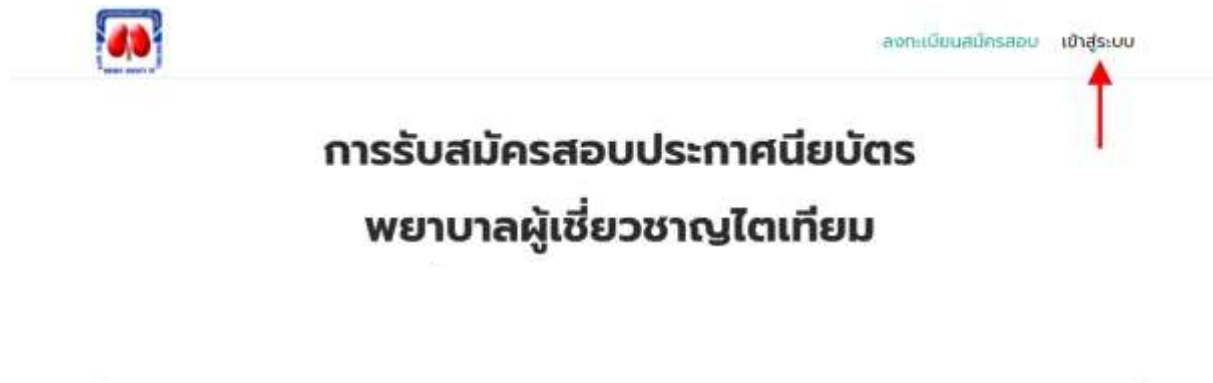 ลงทะเบียนสมัครสอบ เข้าสู่ระบบ
การรับสมัครสอบประกาศนียบัตร
พยาบาลผู้เชี่ยวชาญไตเทียม